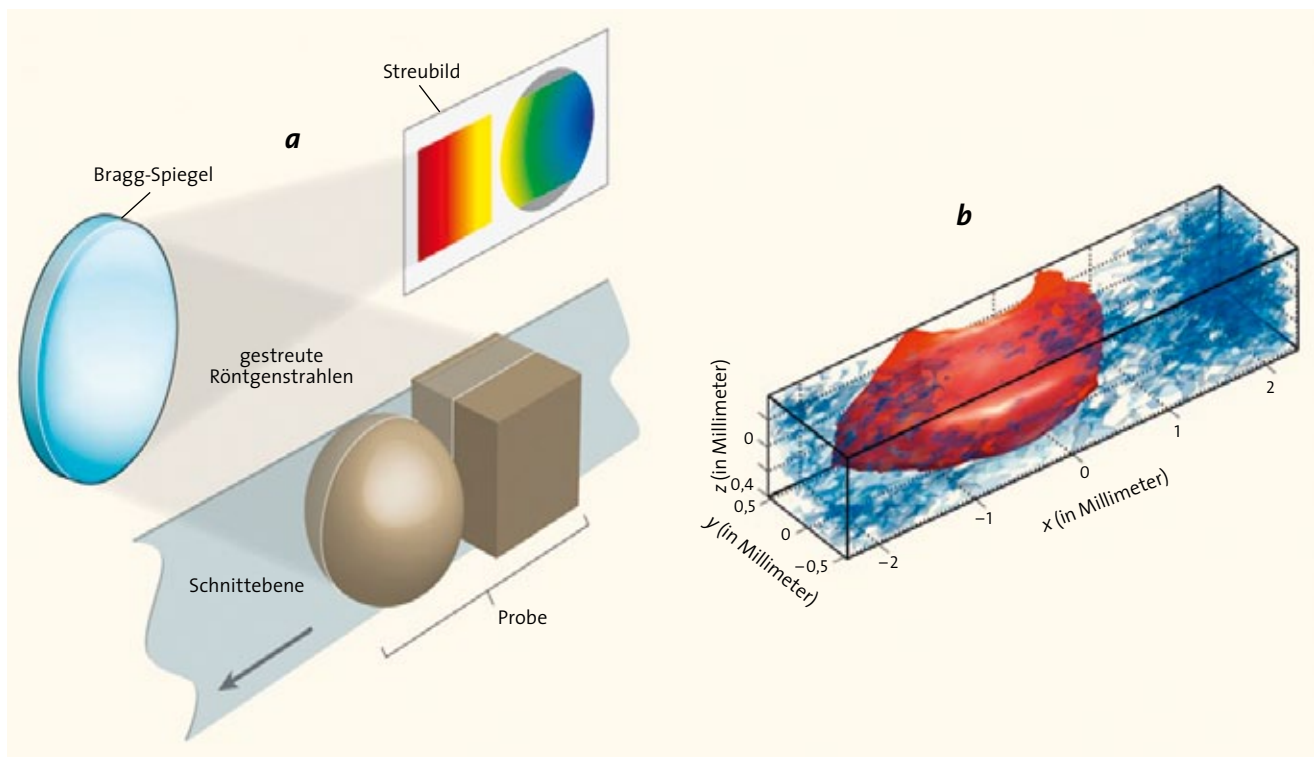 a
Streubild
Bragg-Spiegel
gestreute
Röntgenstrahlen
Schnittebene
Probe
b
z (in Millimeter)
0
0,4
0,5
0
−0,5
y (in Millimeter)
−2
−1
0
1
2
x (in Millimeter)